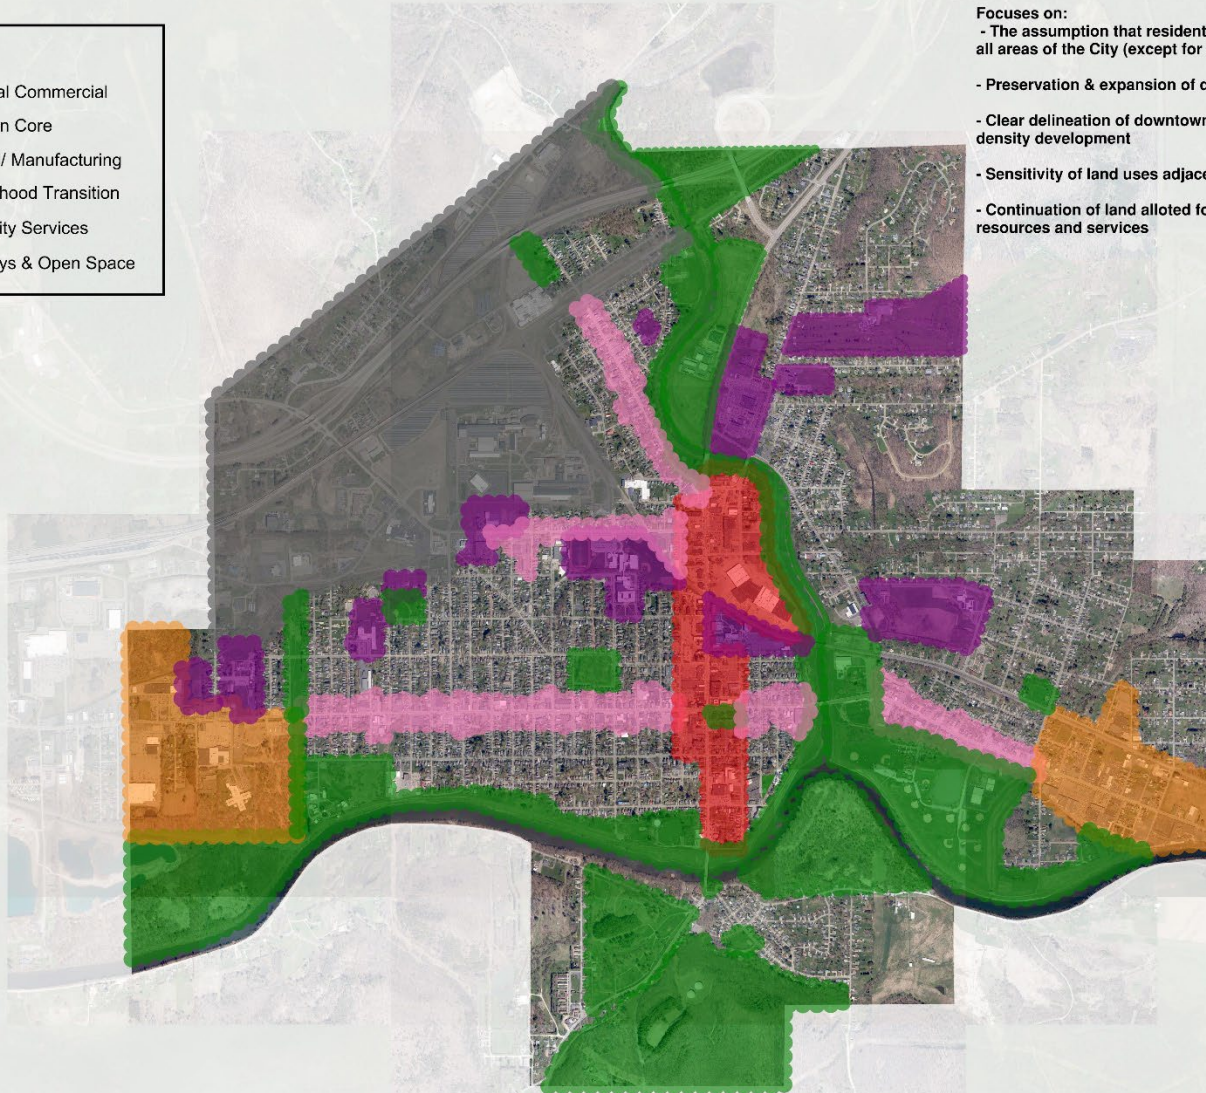 al Commercial
n Core
/ Manufacturing
hood Transition
ity Services
ys & Open Space
Focuses on:
- The assumption that resident
all areas of the City (except for
- Preservation & expansion of d
- Clear delineation of downtown
density development
- Sensitivity of land uses adjace
- Continuation of land alloted fo
resources and services